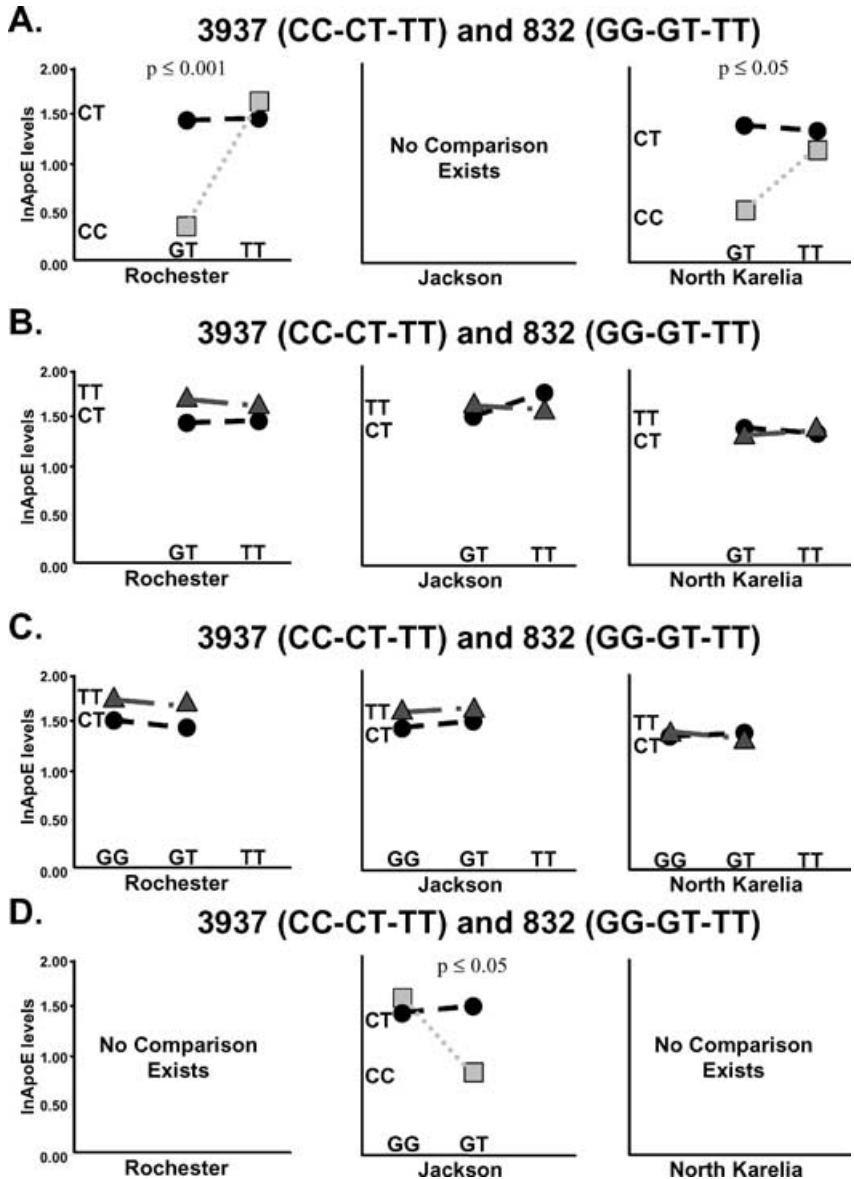 A.
3937 (CC-CT-TT) and 832 (GG-GT-TT)
lnApoE levels
2.00
1.50
1.00
0.50
0.00
p ≤ 0.001
CT
CC
GT TT
Rochester
No Comparison
Exists
Jackson
p ≤ 0.05
CT
CC
GT TT
North Karelia
B.
3937 (CC-CT-TT) and 832 (GG-GT-TT)
lnApoE levels
2.00
1.50
1.00
0.50
0.00
TT
CT
GT TT
Rochester
TT
CT
GT TT
Jackson
TT
CT
GT TT
North Karelia
C.
3937 (CC-CT-TT) and 832 (GG-GT-TT)
lnApoE levels
2.00
1.50
1.00
0.50
0.00
TT
CT
GG GT TT
Rochester
TT
CT
GG GT TT
Jackson
TT
CT
GG GT TT
North Karelia
D.
3937 (CC-CT-TT) and 832 (GG-GT-TT)
lnApoE levels
2.00
1.50
1.00
0.50
0.00
No Comparison
Exists
Rochester
p ≤ 0.05
CT
CC
GG GT
Jackson
No Comparison
Exists
North Karelia